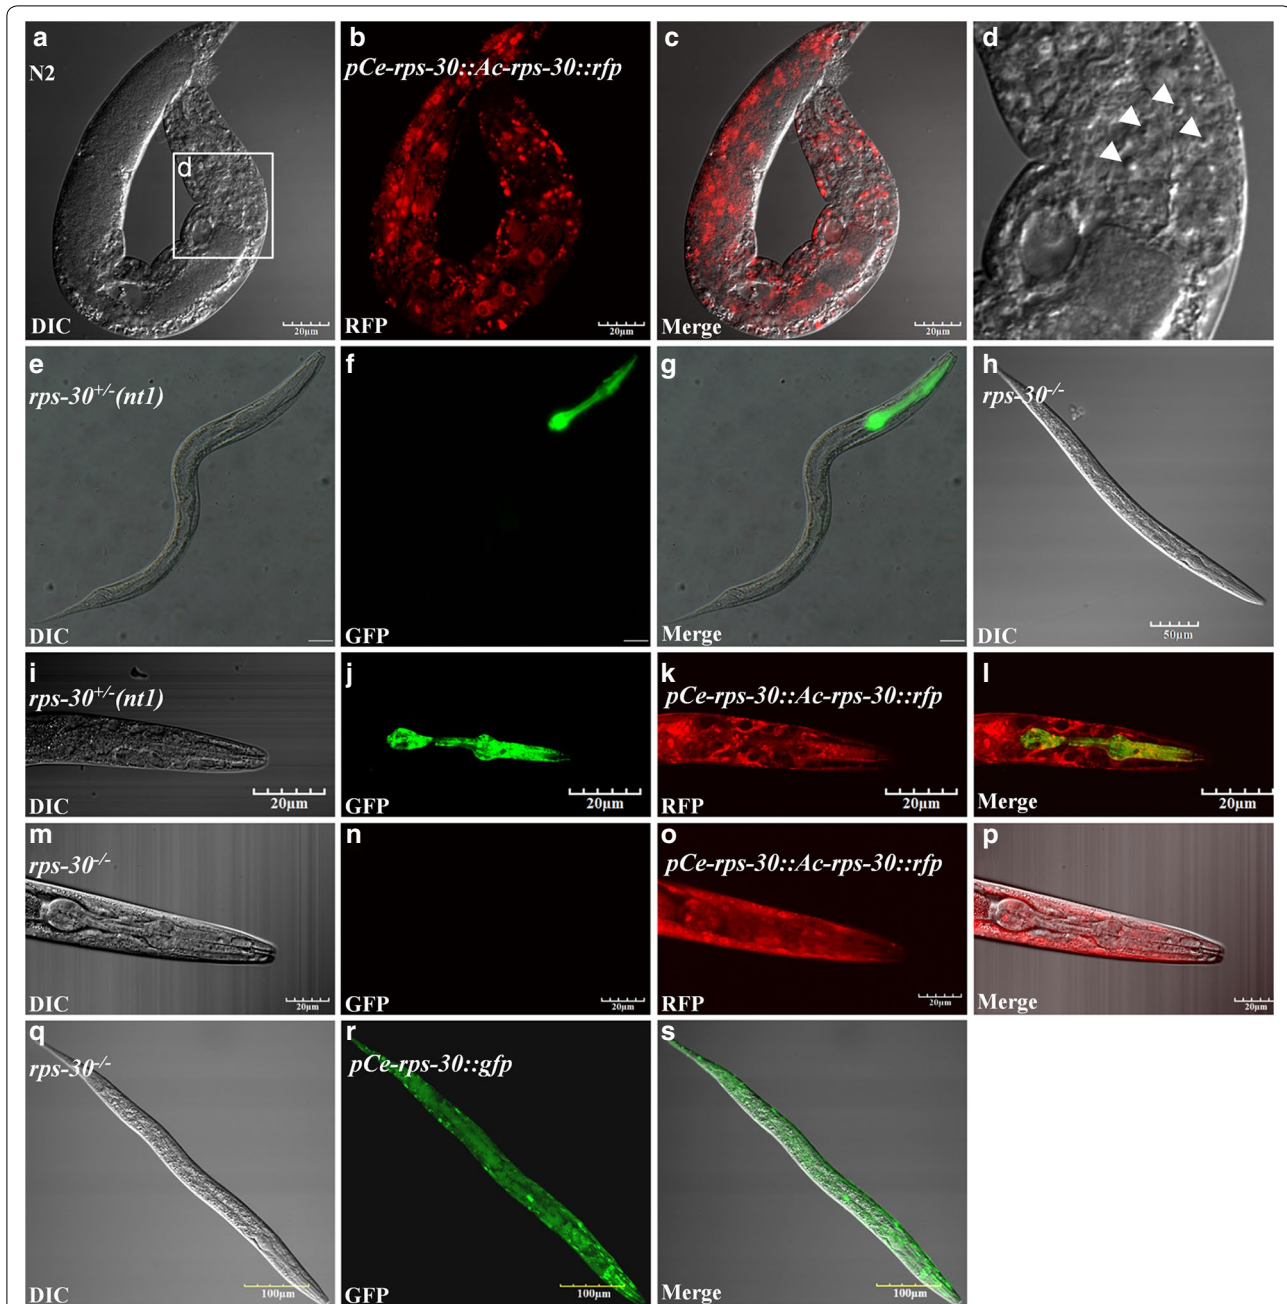 a
N2
d
DIC
20µm
b
pCe-rps-30::Ac-rps-30::rfp
RFP
20µm
c
Merge
20µm
d
e
rps-30+/-(nt1)
DIC
f
GFP
g
Merge
h
rps-30-/-
DIC
50µm
i
rps-30+/-(nt1)
DIC
20µm
j
GFP
20µm
k
pCe-rps-30::Ac-rps-30::rfp
RFP
20µm
l
Merge
20µm
m
rps-30-/-
DIC
20µm
n
GFP
20µm
o
pCe-rps-30::Ac-rps-30::rfp
RFP
20µm
p
Merge
20µm
q
rps-30-/-
DIC
100µm
r
pCe-rps-30::gfp
GFP
100µm
s
Merge
100µm